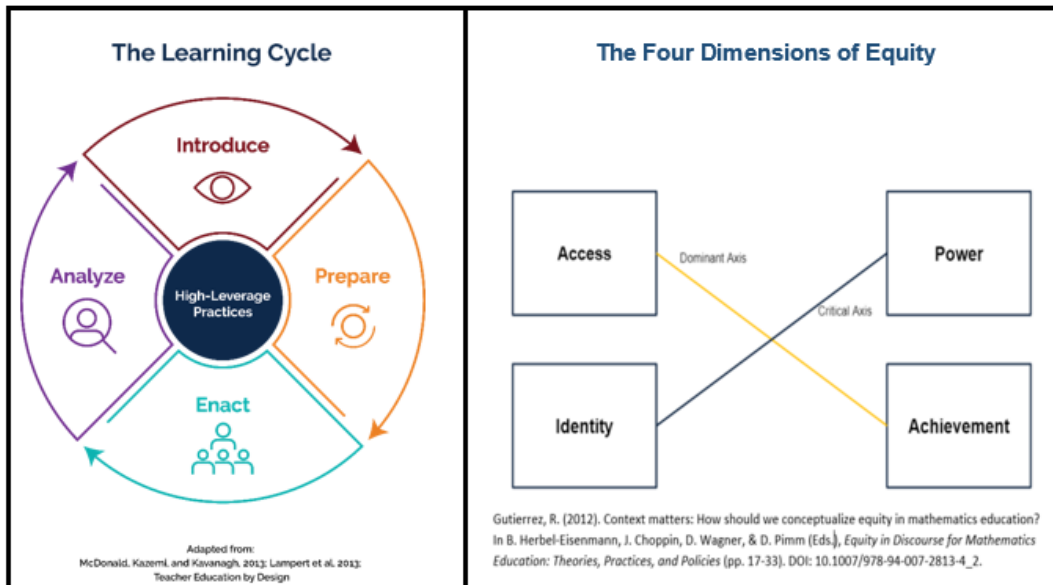 The Learning Cycle
Introduce
Prepare
Enact
Analyze
High-Leverage
Practices
Adapted from:
McDonald, Kazemi, and Kavanagh, 2013; Lampert et al, 2013;
Teacher Education by Design
The Four Dimensions of Equity
Access
Dominant Axis
Power
Critical Axis
Identity
Achievement
Gutierrez, R. (2012). Context matters: How should we conceptualize equity in mathematics education?
In B. Herbel-Eisenmann, J. Choppin, D. Wagner, & D. Pimm (Eds.), Equity in Discourse for Mathematics
Education: Theories, Practices, and Policies (pp. 17-33). DOI: 10.1007/978-94-007-2813-4_2.